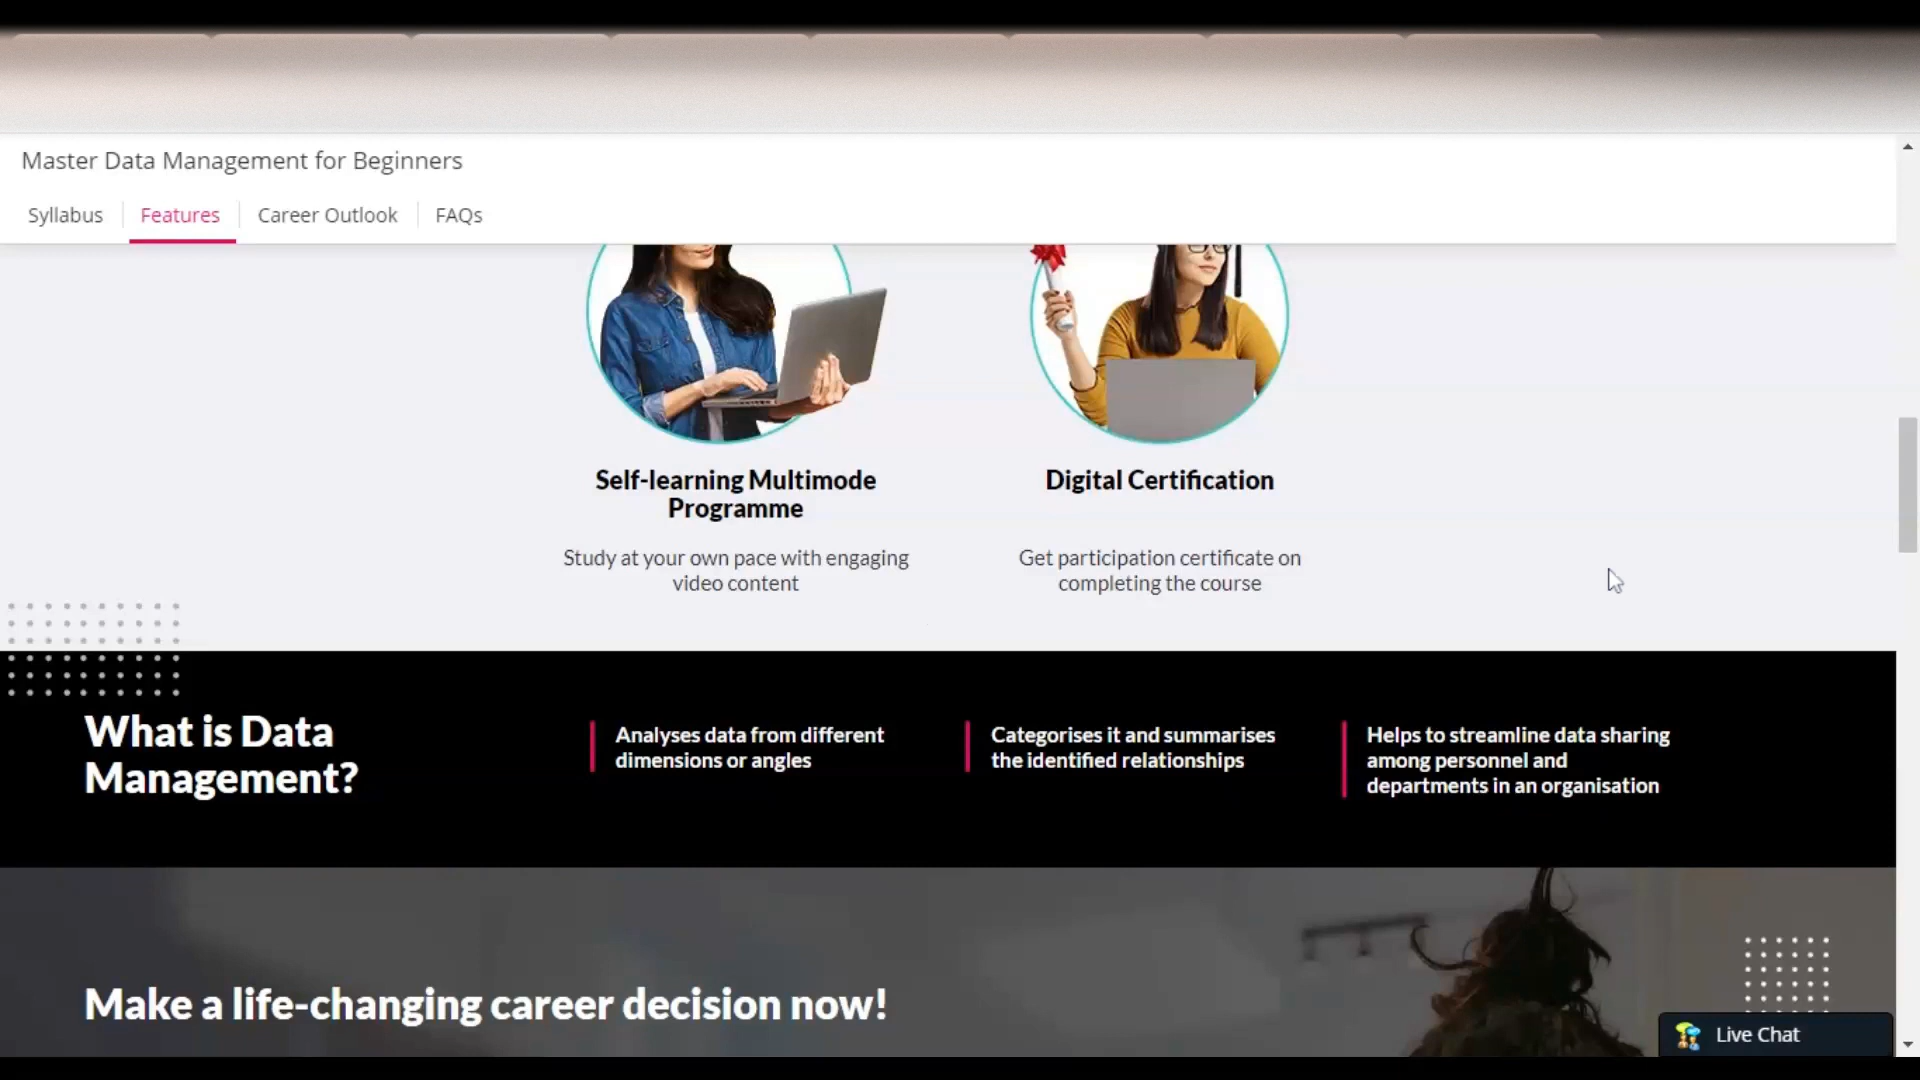 Master Data Management for Beginners
Syllabus Features Career Outlook FAQs
Self-learning Multimode
Programme
Study at your own pace with engaging
video content
Digital Certification
Get participation certificate on
completing the course
What is Data
Management?
Analyses data from different
dimensions or angles
Categorises it and summarises
the identified relationships
Helps to streamline data sharing
among personnel and
departments in an organisation
Make a life-changing career decision now!
Live Chat